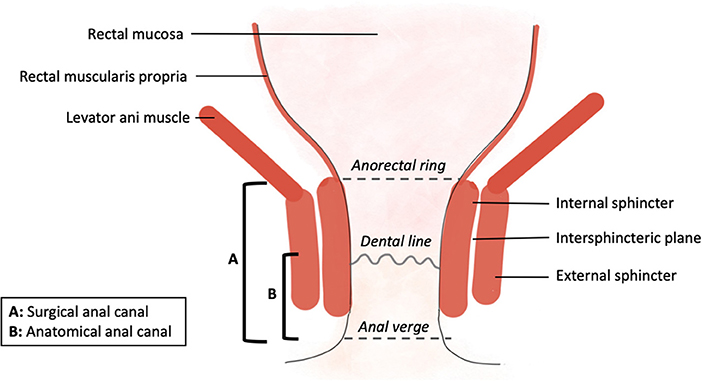 Rectal mucosa
Rectal muscularis propria
Levator ani muscle
Anorectal ring
Internal sphincter
Dental line
Intersphincteric plane
A
External sphincter
B
A: Surgical anal canal
B: Anatomical anal canal
Anal verge